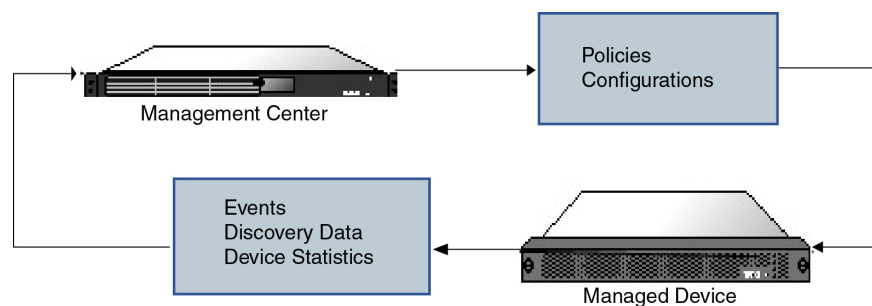 Policies
Configurations
Management Center
Events
Discovery Data
Device Statistics
Managed Device